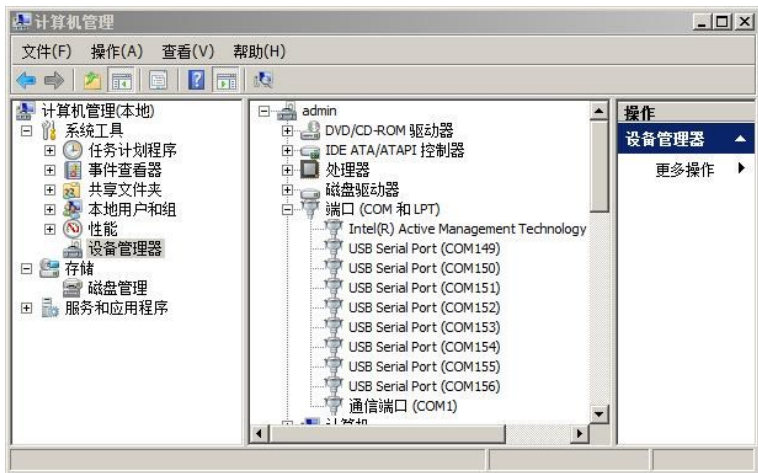 计算机管理
文件(F) 操作(A) 查看(V) 帮助(H)
计算机管理(本地)
系统工具
任务计划程序
事件查看器
共享文件夹
本地用户和组
性能
设备管理器
存储
磁盘管理
服务和应用程序
admin
DVD/CD-ROM 驱动器
IDE ATA/ATAPI 控制器
处理器
磁盘驱动器
端口 (COM 和 LPT)
Intel(R) Active Management Technology
USB Serial Port (COM149)
USB Serial Port (COM150)
USB Serial Port (COM151)
USB Serial Port (COM152)
USB Serial Port (COM153)
USB Serial Port (COM154)
USB Serial Port (COM155)
USB Serial Port (COM156)
通信端口 (COM1)
操作
设备管理器
更多操作